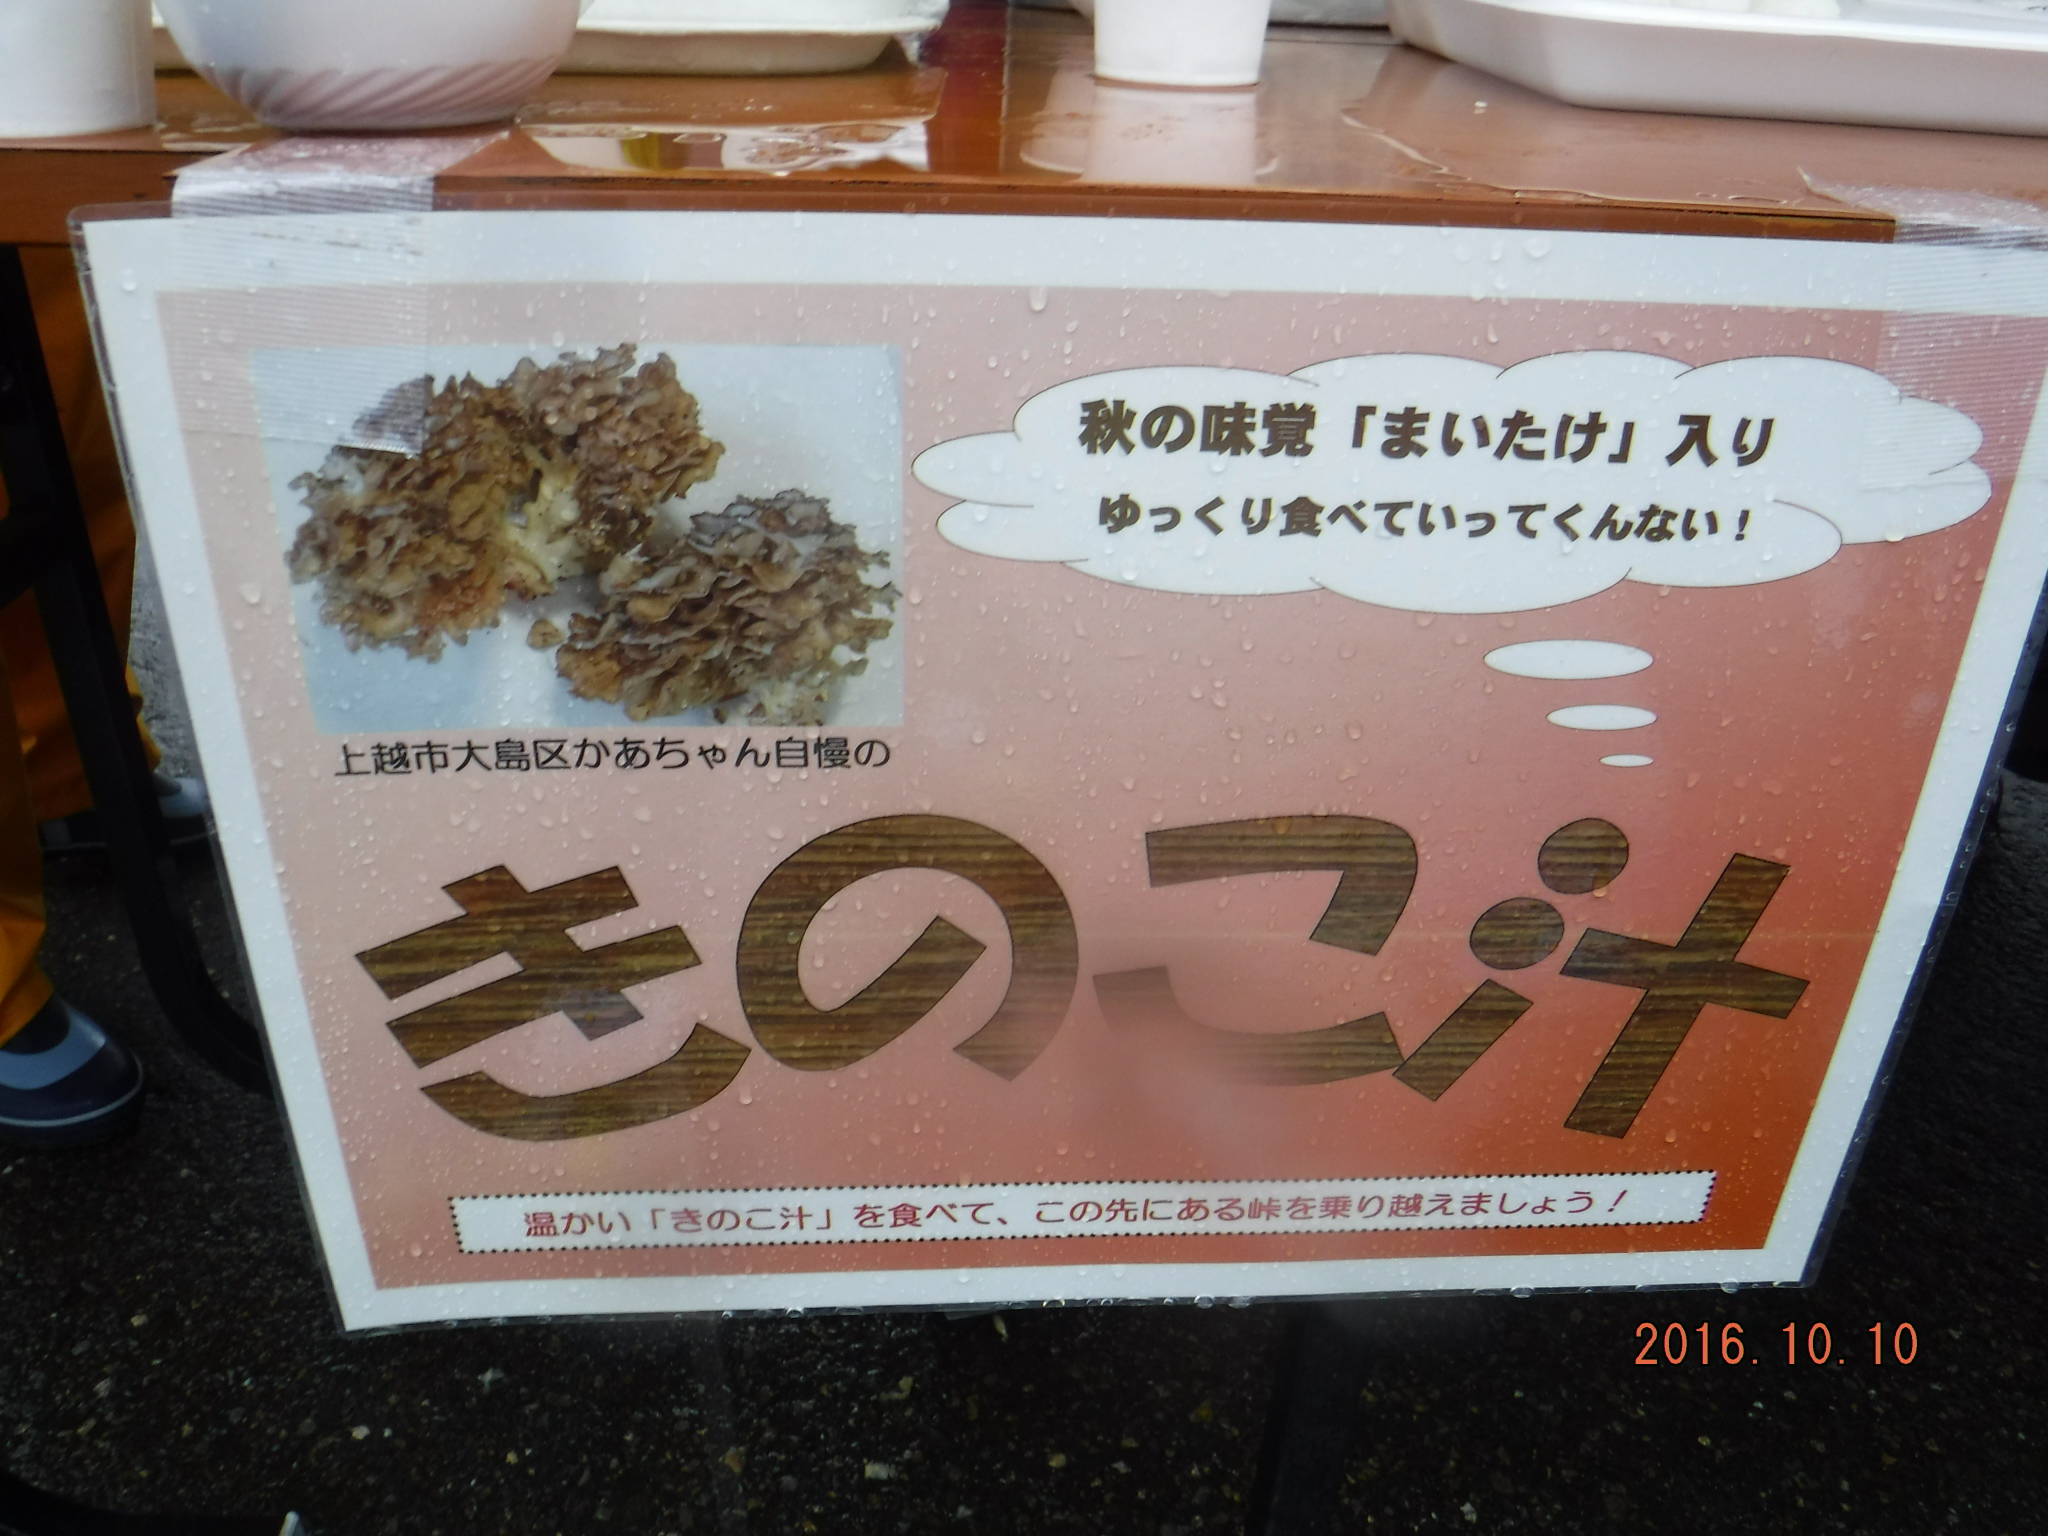 秋の味覚「まいたけ」入り
ゆっくり食べていってくんない！
上越市大島区かあちゃん自慢の
きのこ汁
温かい「きのこ汁」を食べて、この先にある峠を乗り越えましょう！
2016.10.10